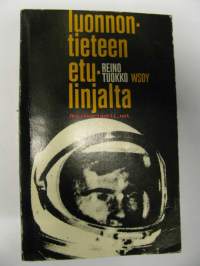 luonnon-
tieteen
etu-
linjalta
REINO
TUOKKO WSOY